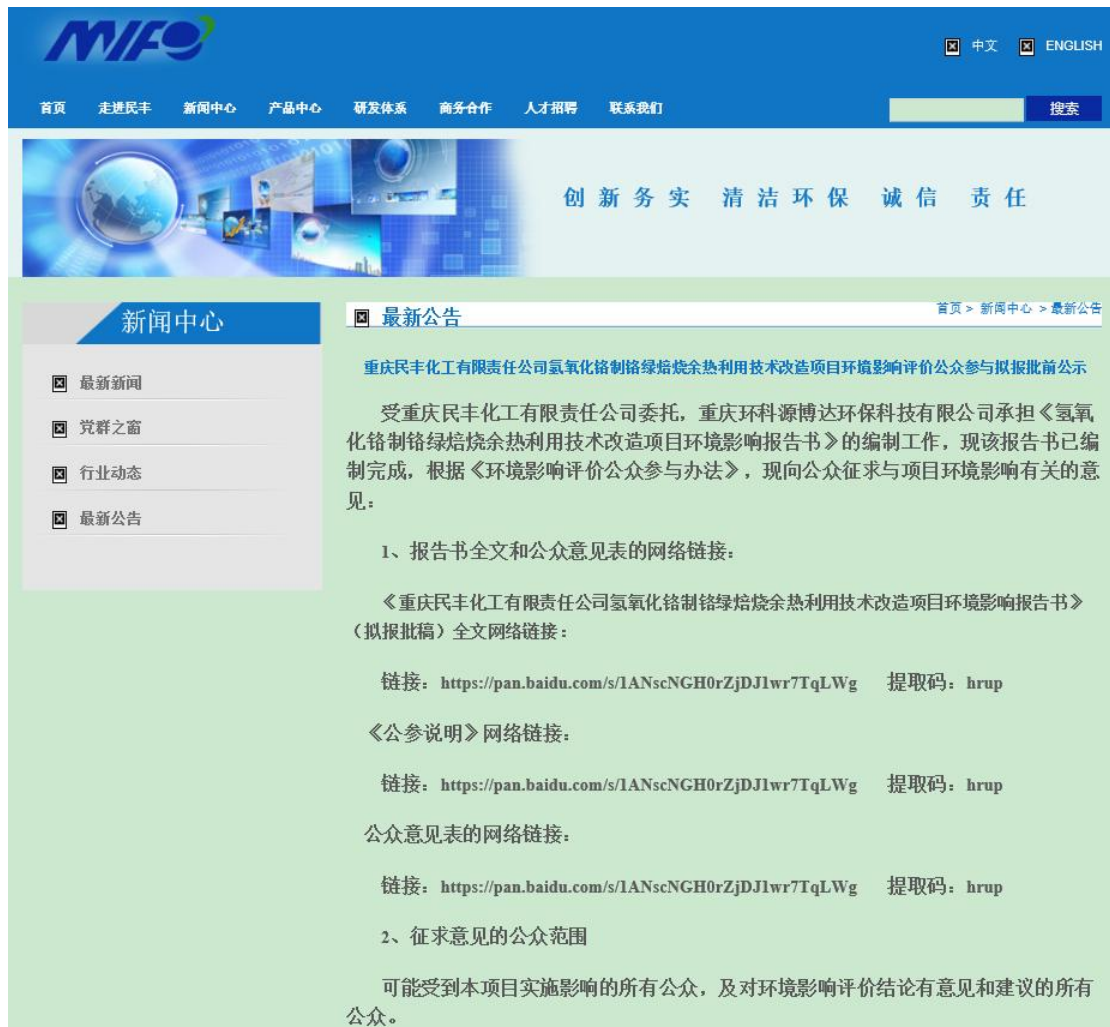 MIFO
中文 ENGLISH
首页 走进民丰 新闻中心 产品中心 研发体系 商务合作 人才招聘 联系我们 搜索
创新务实 清洁环保 诚信 责任
新闻中心
最新新闻
党群之窗
行业动态
最新公告
最新公告
首页 > 新闻中心 > 最新公告
重庆民丰化工有限责任公司氢氧化铬制铬绿焙烧余热利用技术改造项目环境影响评价公众参与拟报批前公示
受重庆民丰化工有限责任公司委托，重庆环科源博达环保科技有限公司承担《氢氧
化铬制铬绿焙烧余热利用技术改造项目环境影响报告书》的编制工作，现该报告书已编
制完成，根据《环境影响评价公众参与办法》，现向公众征求与项目环境影响有关的意
见：
1、报告书全文和公众意见表的网络链接：
《重庆民丰化工有限责任公司氢氧化铬制铬绿焙烧余热利用技术改造项目环境影响报告书》
（拟报批稿）全文网络链接：
链接：https://pan.baidu.com/s/1ANscNGH0rZjDJ1wr7TqLWg 提取码：hrup
《公参说明》网络链接：
链接：https://pan.baidu.com/s/1ANscNGH0rZjDJ1wr7TqLWg 提取码：hrup
公众意见表的网络链接：
链接：https://pan.baidu.com/s/1ANscNGH0rZjDJ1wr7TqLWg 提取码：hrup
2、征求意见的公众范围
可能受到本项目实施影响的所有公众，及对环境影响评价结论有意见和建议的所有
公众。